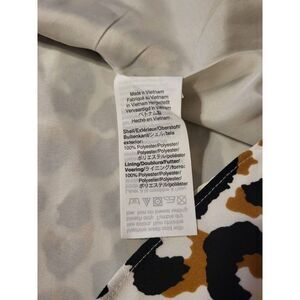 Made in Vietnam
Fabriqué au Vietnam
in Vietnam Hergestellt
Vervaardigd in Vietnam
ベトナム製
Hecho en Vietnam
Shell/Extérieur/Oberstoff/
Buitenkant/シェル/tela
exterior:
100% Polyester/Polyester/
Polyester/Polyester/
ポリエステル/poliéster
Lining/Doublure/Futter/
Voering/ライニング/forro:
100% Polyester/Polyester/
Polyester/Polyester/
ポリエステル/poliéster